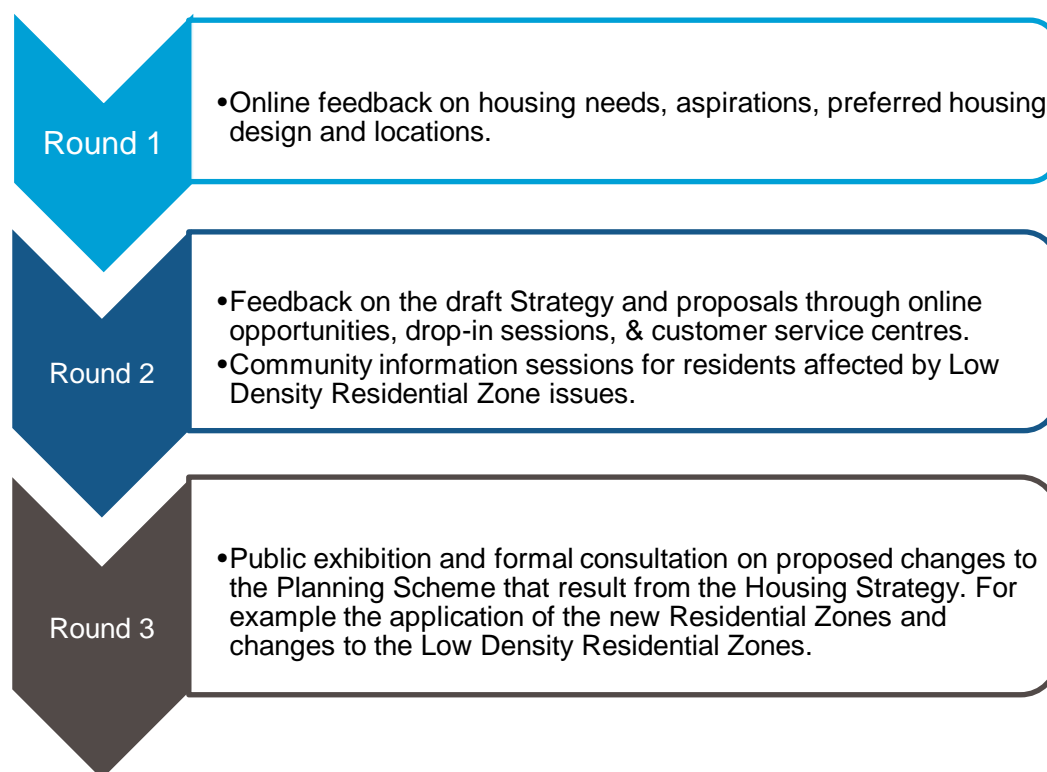 Round 1
•Online feedback on housing needs, aspirations, preferred housing
design and locations.
Round 2
•Feedback on the draft Strategy and proposals through online
opportunities, drop-in sessions, & customer service centres.
•Community information sessions for residents affected by Low
Density Residential Zone issues.
Round 3
•Public exhibition and formal consultation on proposed changes to
the Planning Scheme that result from the Housing Strategy. For
example the application of the new Residential Zones and
changes to the Low Density Residential Zones.